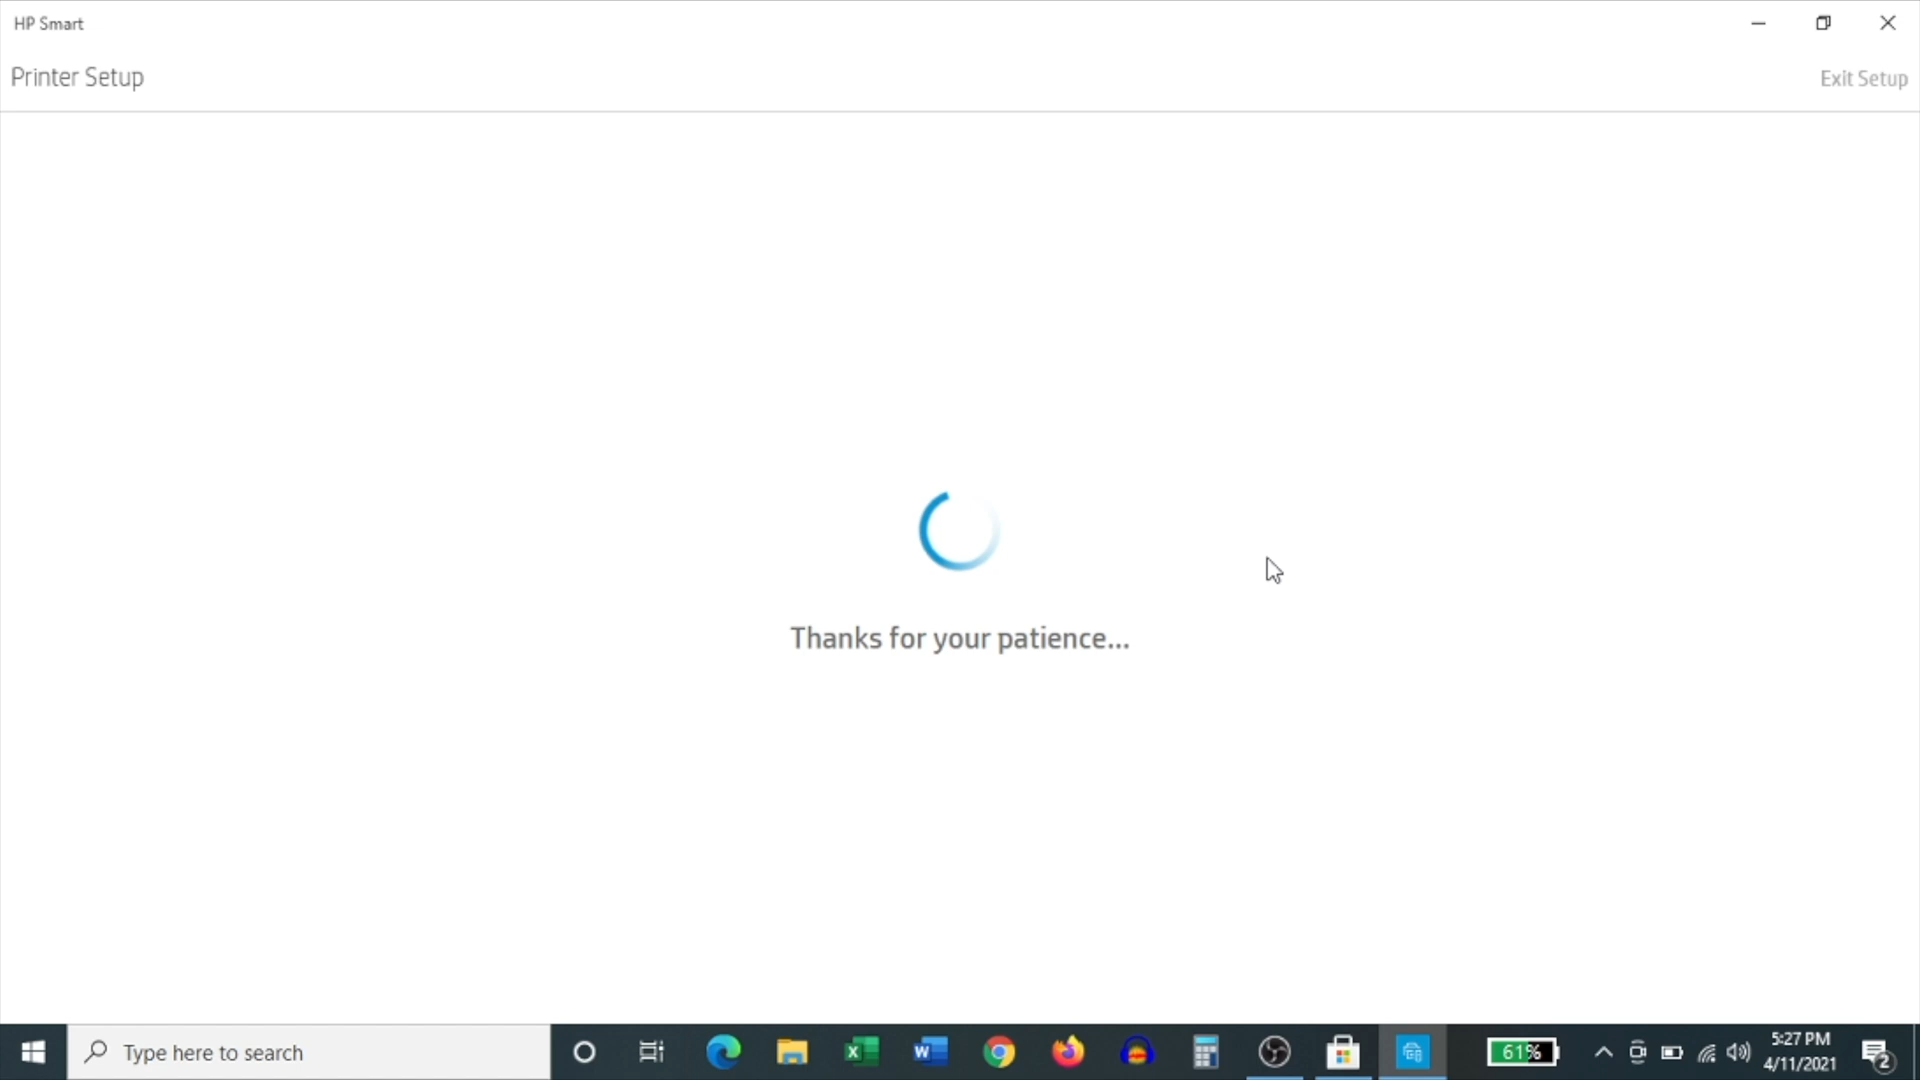 HP Smart
Printer Setup
Exit Setup
Thanks for your patience...
Type here to search
61%
5:27 PM
4/11/2021
2